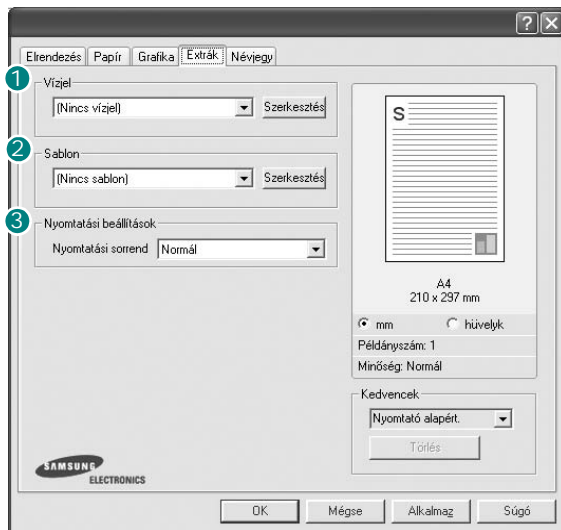 Elrendezés Papír Grafika Extrák Névjegy
1
Vízjel
(Nincs vízjel) Szerkesztés
2
Sablon
(Nincs sablon) Szerkesztés
3
Nyomtatási beállítások
Nyomtatási sorrend Normál
S
A4
210 x 297 mm
mm hüvelyk
Példányszám: 1
Minőség: Normál
Kedvencek
Nyomtató alapért.
Törlés
SAMSUNG
ELECTRONICS
OK Mégse Alkalmaz Súgó